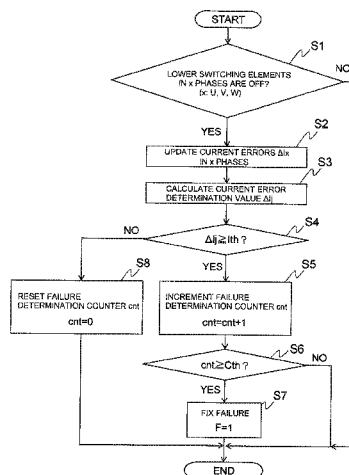 START
S1
LOWER SWITCHING ELEMENTS
IN x PHASES ARE OFF?
(x: U, V, W)
NO
YES
S2
UPDATE CURRENT ERRORS ΔIx
IN x PHASES
S3
CALCULATE CURRENT ERROR
DETERMINATION VALUE ΔIj
S4
ΔIj≧Ith ?
NO
YES
S8
RESET FAILURE
DETERMINATION COUNTER cnt
cnt=0
S5
INCREMENT FAILURE
DETERMINATION COUNTER cnt
cnt=cnt+1
S6
cnt≧Cth ?
NO
YES
S7
FIX FAILURE
F=1
END